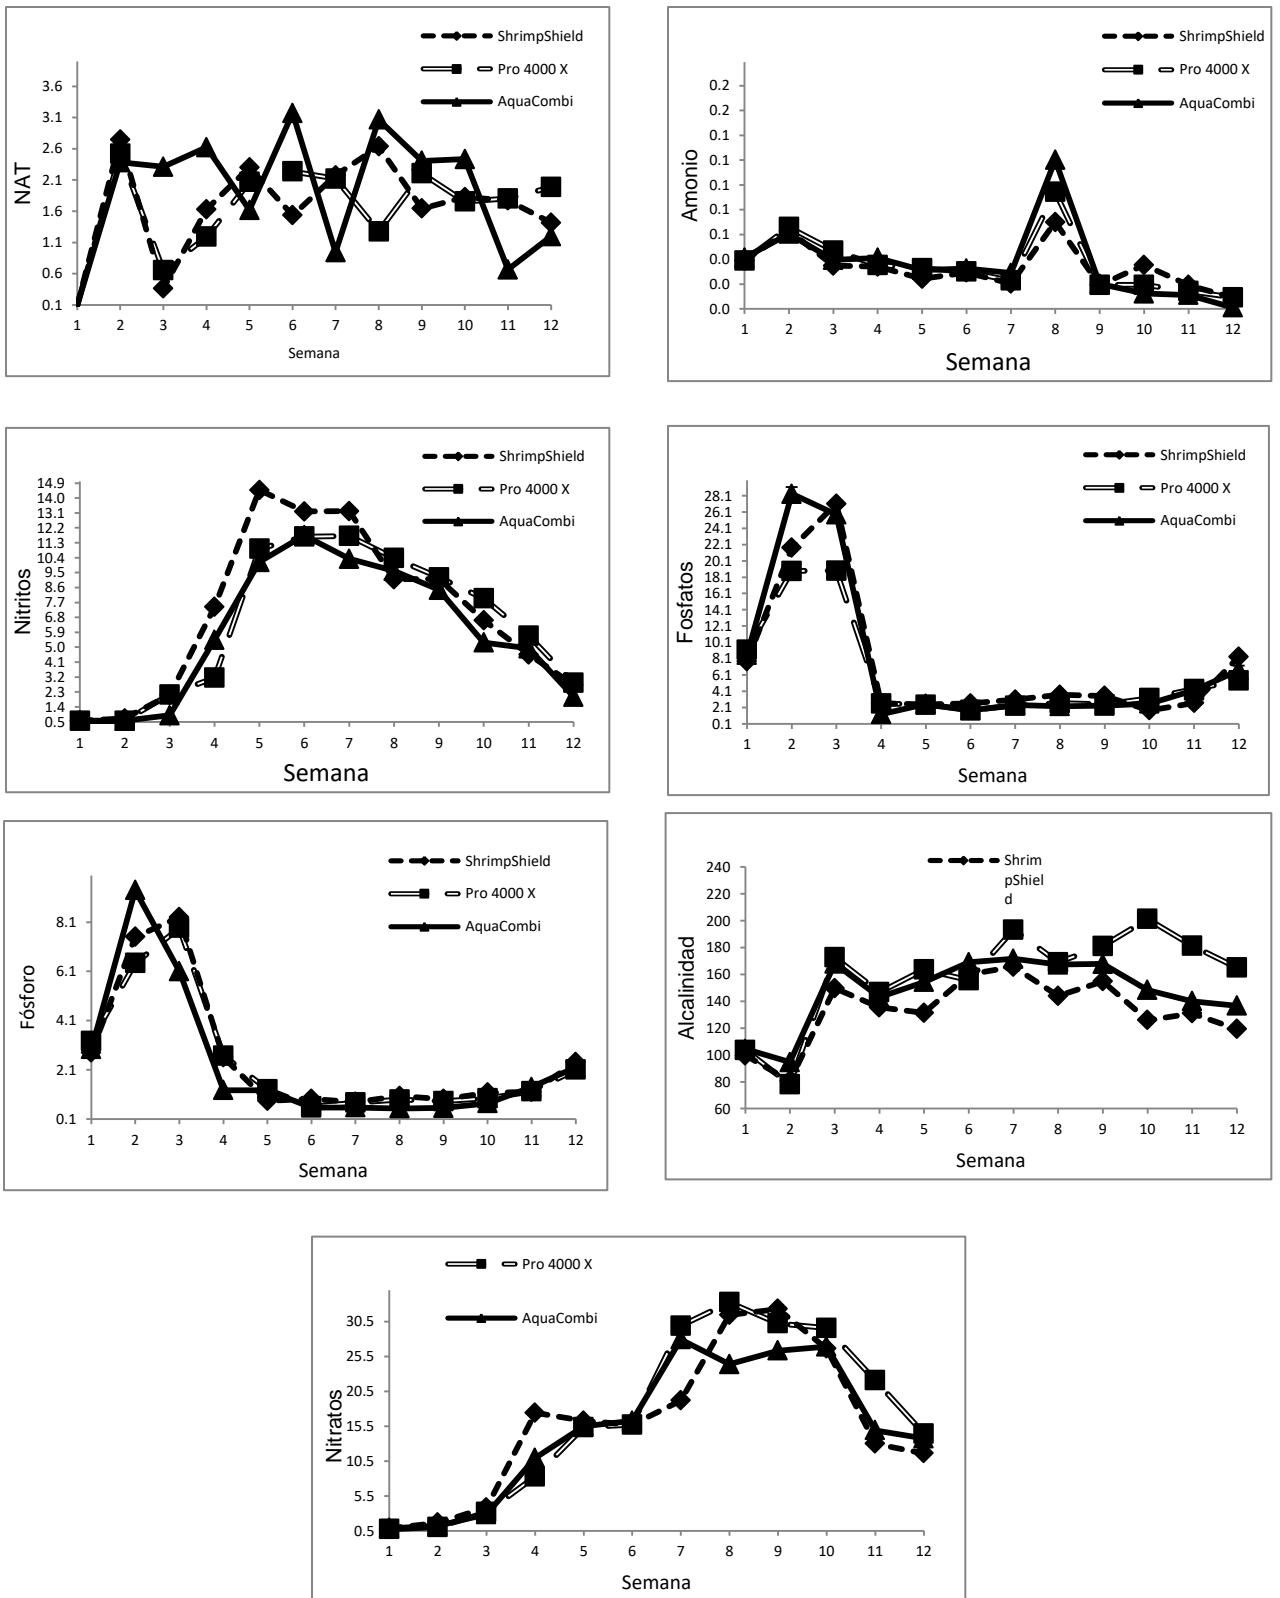 ShrimpShield
Pro 4000 X
AquaCombi
NAT
3.6
3.1
2.6
2.1
1.6
1.1
0.6
0.1
1 2 3 4 5 6 7 8 9 10 11 12
Semana
ShrimpShield
Pro 4000 X
AquaCombi
Amonio
0.2
0.2
0.1
0.1
0.1
0.1
0.1
0.0
0.0
0.0
1 2 3 4 5 6 7 8 9 10 11 12
Semana
ShrimpShield
Pro 4000 X
AquaCombi
Nitritos
14.9
14.0
13.1
12.2
11.3
10.4
9.5
8.6
7.7
6.8
5.9
5.0
4.1
3.2
2.3
1.4
0.5
1 2 3 4 5 6 7 8 9 10 11 12
Semana
ShrimpShield
Pro 4000 X
AquaCombi
Fosfatos
28.1
26.1
24.1
22.1
20.1
18.1
16.1
14.1
12.1
10.1
8.1
6.1
4.1
2.1
0.1
1 2 3 4 5 6 7 8 9 10 11 12
Semana
ShrimpShield
Pro 4000 X
AquaCombi
Fósforo
8.1
6.1
4.1
2.1
0.1
1 2 3 4 5 6 7 8 9 10 11 12
Semana
Shrim
pShiel
d
Alcalinidad
240
220
200
180
160
140
120
100
80
60
1 2 3 4 5 6 7 8 9 10 11 12
Semana
Pro 4000 X
AquaCombi
Nitratos
30.5
25.5
20.5
15.5
10.5
5.5
0.5
1 2 3 4 5 6 7 8 9 10 11 12
Semana